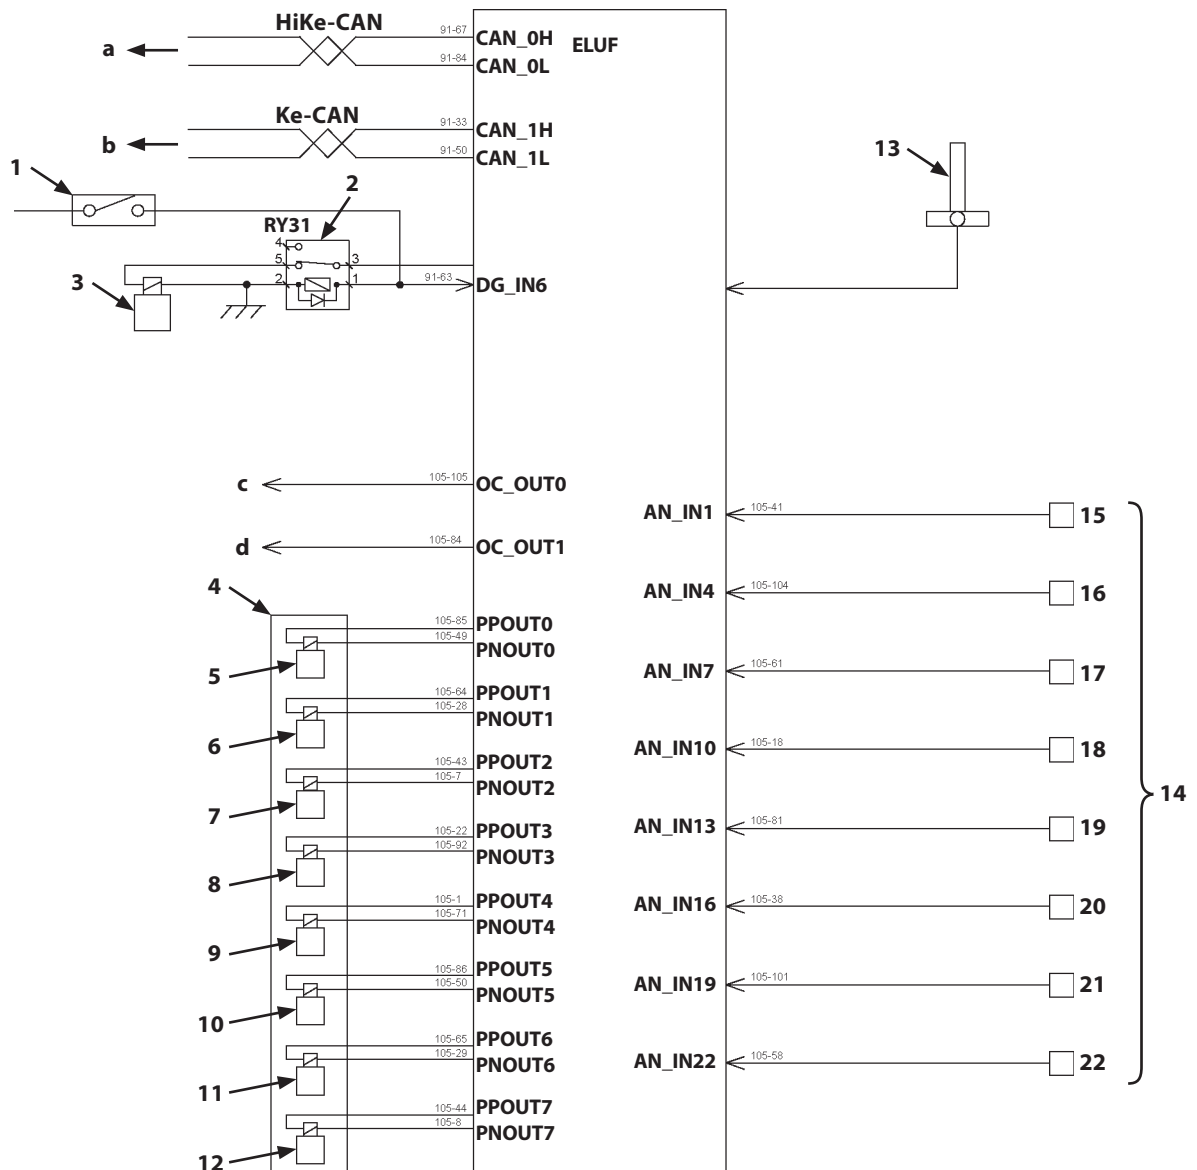 HiKe-CAN
a
91-67
CAN_0H
ELUF
91-84
CAN_0L
Ke-CAN
b
91-33
CAN_1H
91-50
CAN_1L
13
1
2
RY31
4
5
3
2
1
91-63
DG_IN6
3
c
105-105
OC_OUT0
d
105-84
OC_OUT1
4
105-85
PPOUT0
105-49
PNOUT0
5
105-64
PPOUT1
105-28
PNOUT1
6
105-43
PPOUT2
105-7
PNOUT2
7
105-22
PPOUT3
105-92
PNOUT3
8
105-1
PPOUT4
105-71
PNOUT4
9
105-86
PPOUT5
105-50
PNOUT5
10
105-65
PPOUT6
105-29
PNOUT6
11
105-44
PPOUT7
105-8
PNOUT7
12
AN_IN1
105-41
15
AN_IN4
105-104
16
AN_IN7
105-61
17
AN_IN10
105-18
18
14
AN_IN13
105-81
19
AN_IN16
105-38
20
AN_IN19
105-101
21
AN_IN22
105-58
22